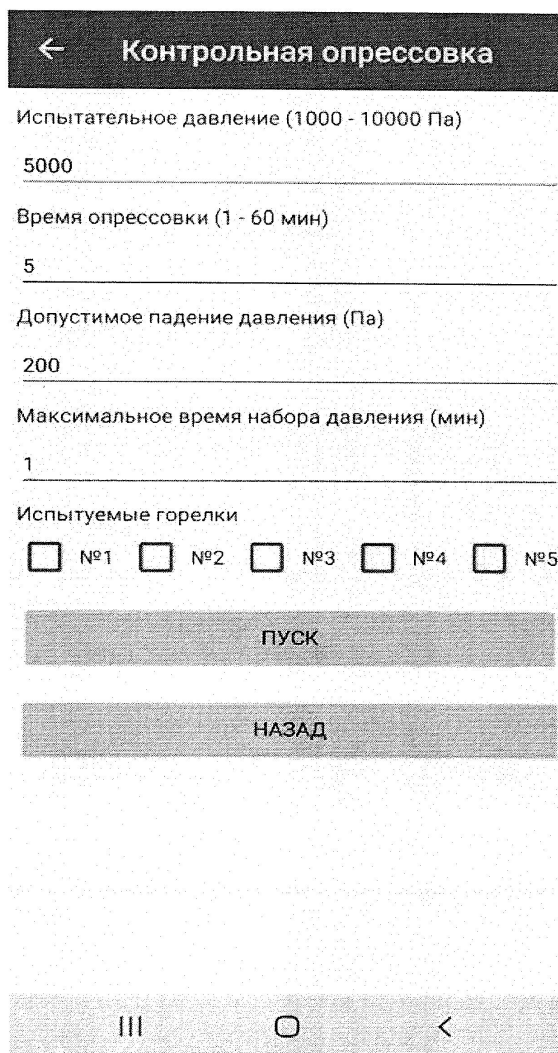 Контрольная опрессовка
Испытательное давление (1000 - 10000 Па)
5000
Время опрессовки (1 - 60 мин)
5
Допустимое падение давления (Па)
200
Максимальное время набора давления (мин)
1
Испытуемые горелки
№1 №2 №3 №4 №5
ПУСК
НАЗАД